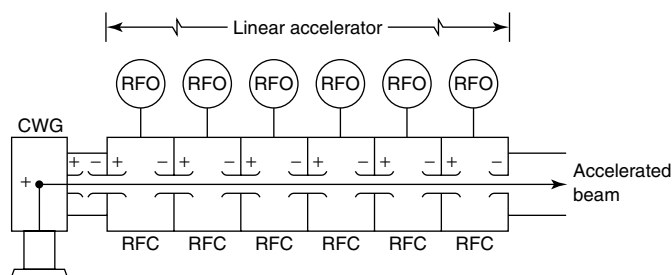 Linear accelerator
RFO RFO RFO RFO RFO RFO
CWG
+ − + − + − + − + − + − + −
+
Accelerated
beam
RFC RFC RFC RFC RFC RFC